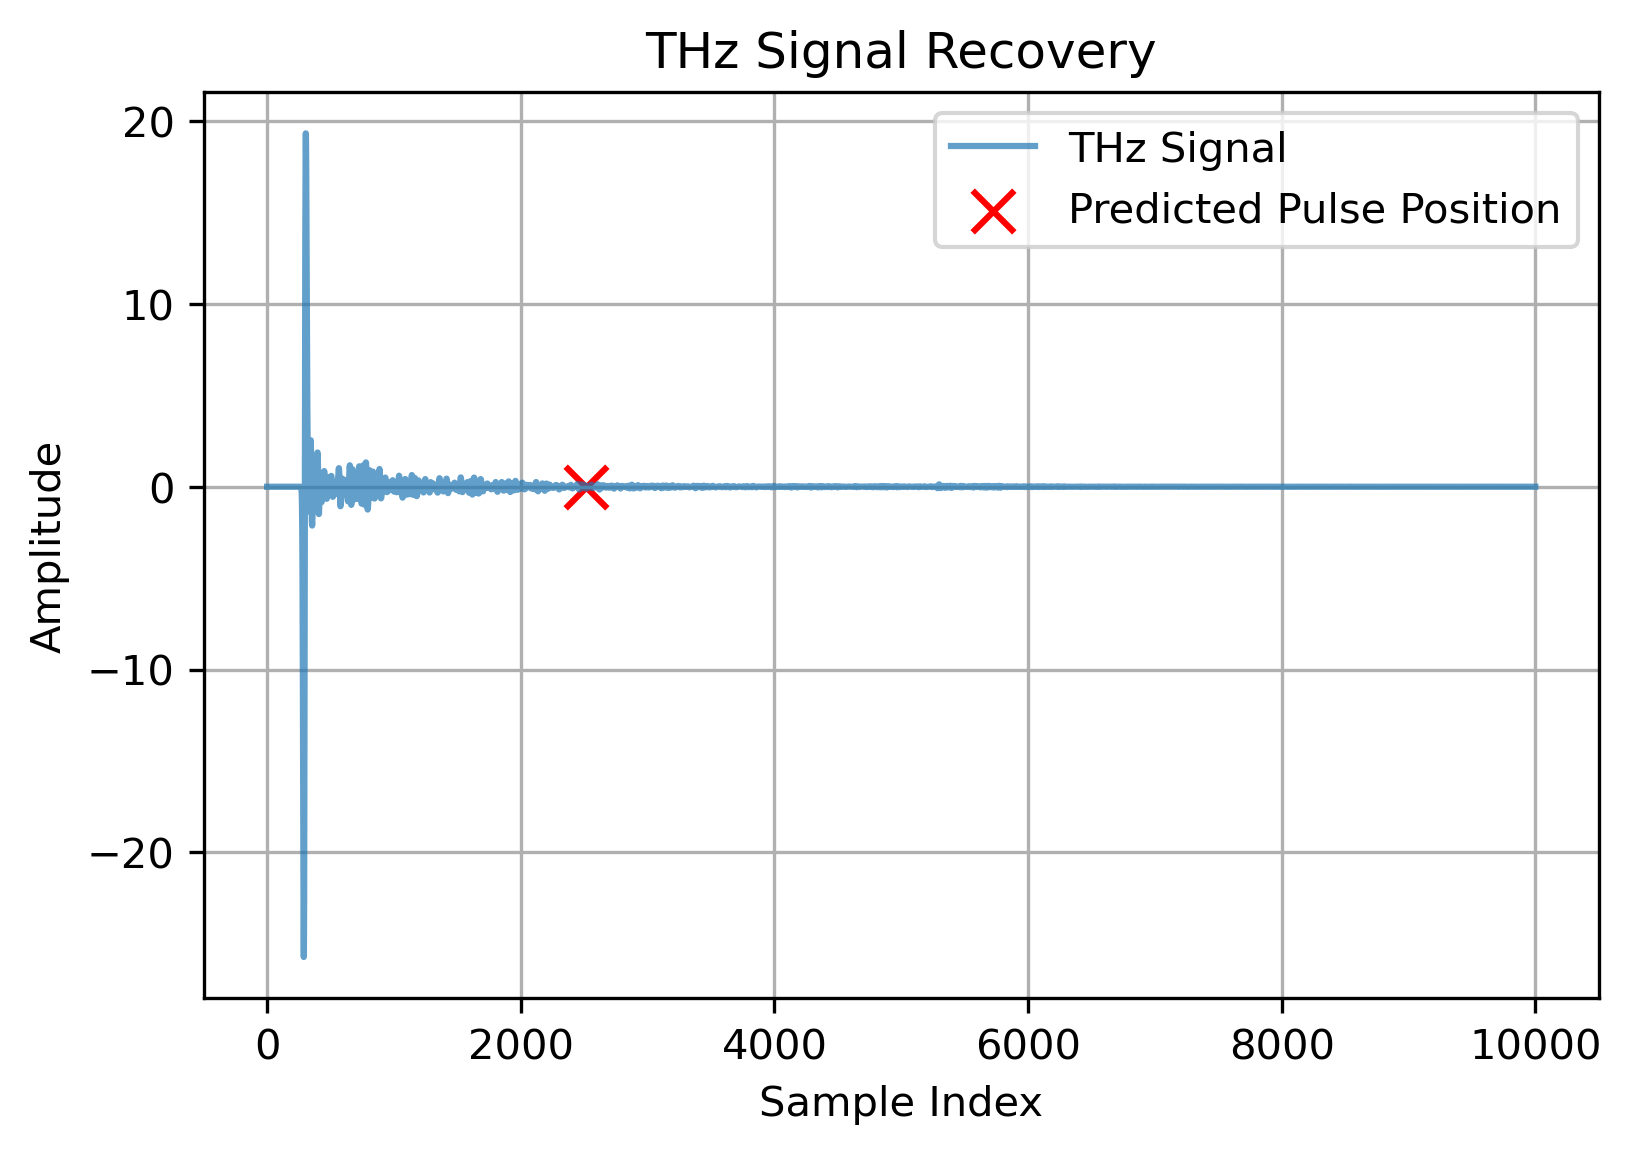 THz Signal Recovery
THz Signal
Predicted Pulse Position
20
10
0
−10
−20
Amplitude
0 2000 4000 6000 8000 10000
Sample Index